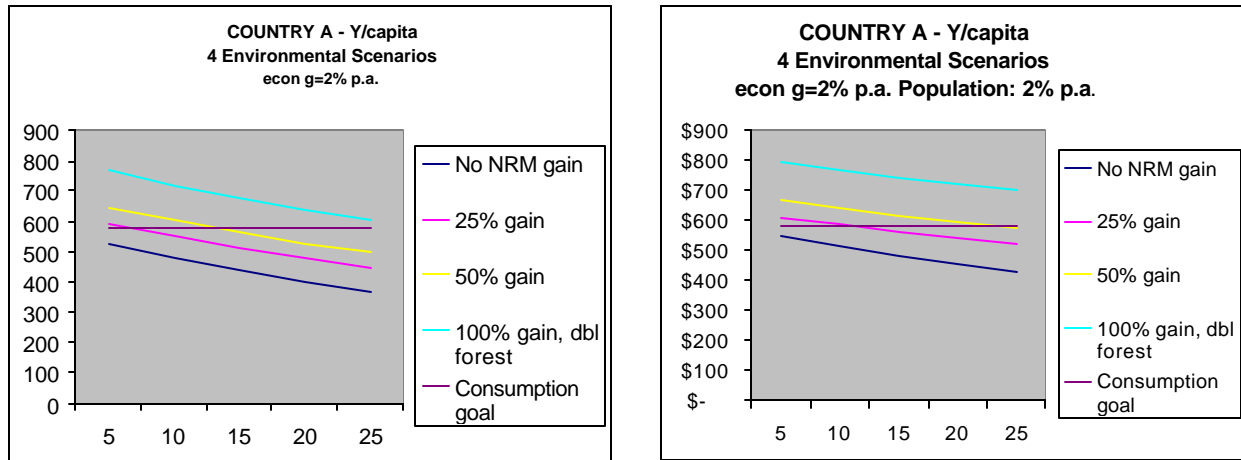 COUNTRY A - Y/capita
4 Environmental Scenarios
econ g=2% p.a.
900
800
700
600
500
400
300
200
100
0
5 10 15 20 25
No NRM gain
25% gain
50% gain
100% gain, dbl
forest
Consumption
goal
COUNTRY A - Y/capita
4 Environmental Scenarios
econ g=2% p.a. Population: 2% p.a.
$900
$800
$700
$600
$500
$400
$300
$200
$100
$-
5 10 15 20 25
No NRM gain
25% gain
50% gain
100% gain, dbl
forest
Consumption
goal